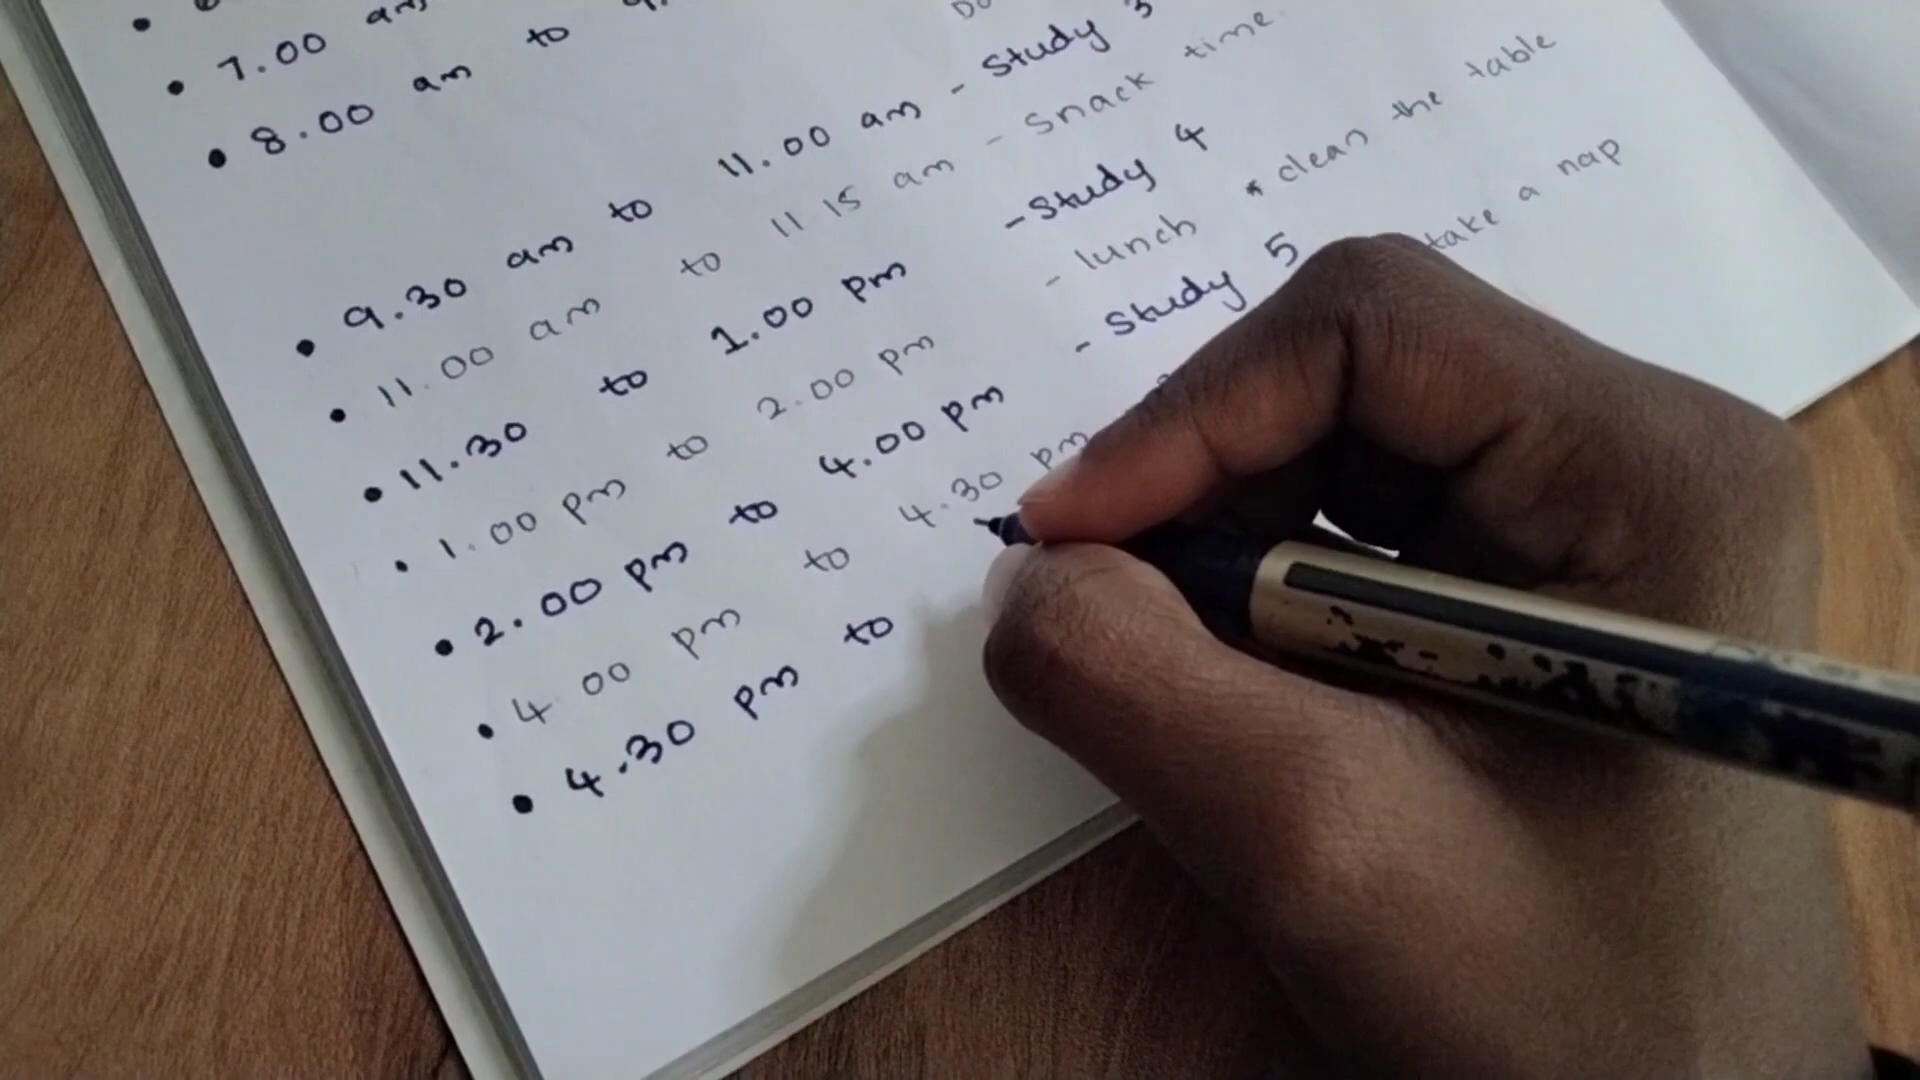 7.00 am
8.00 am to
9.30 am to 11.00 am - Study 3
11.00 am to 11 15 am - Snack time.
11.30 to 1.00 pm - Study 4
1.00 pm to 2.00 pm - lunch * clean the table
2.00 pm to 4.00 pm - Study 5 take a nap
4 00 pm to 4.30 pm
4.30 pm to